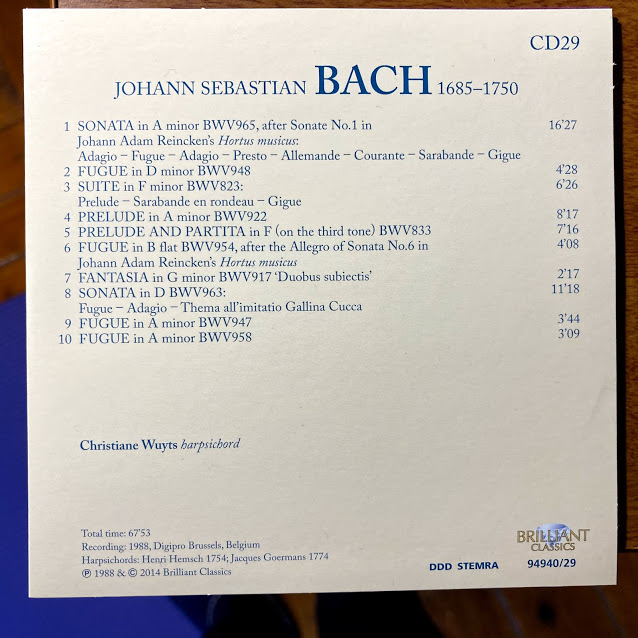 CD29
JOHANN SEBASTIAN BACH 1685–1750
1 SONATA in A minor BWV965, after Sonate No.1 in 16'27
Johann Adam Reincken's Hortus musicus:
Adagio – Fugue – Adagio – Presto – Allemande – Courante – Sarabande – Gigue
2 FUGUE in D minor BWV948 4'28
3 SUITE in F minor BWV823: 6'26
Prelude – Sarabande en rondeau – Gigue
4 PRELUDE in A minor BWV922 8'17
5 PRELUDE AND PARTITA in F (on the third tone) BWV833 7'16
6 FUGUE in B flat BWV954, after the Allegro of Sonata No.6 in 4'08
Johann Adam Reincken's Hortus musicus
7 FANTASIA in G minor BWV917 'Duobus subiectis' 2'17
8 SONATA in D BWV963: 11'18
Fugue – Adagio – Thema all'imitatio Gallina Cucca
9 FUGUE in A minor BWV947 3'44
10 FUGUE in A minor BWV958 3'09
Christiane Wuyts harpsichord
Total time: 67'53
Recording: 1988, Digipro Brussels, Belgium
Harpsichords: Henri Hemsch 1754; Jacques Goermans 1774
℗ 1988 & © 2014 Brilliant Classics
BRILLIANT
CLASSICS
DDD STEMRA 94940/29